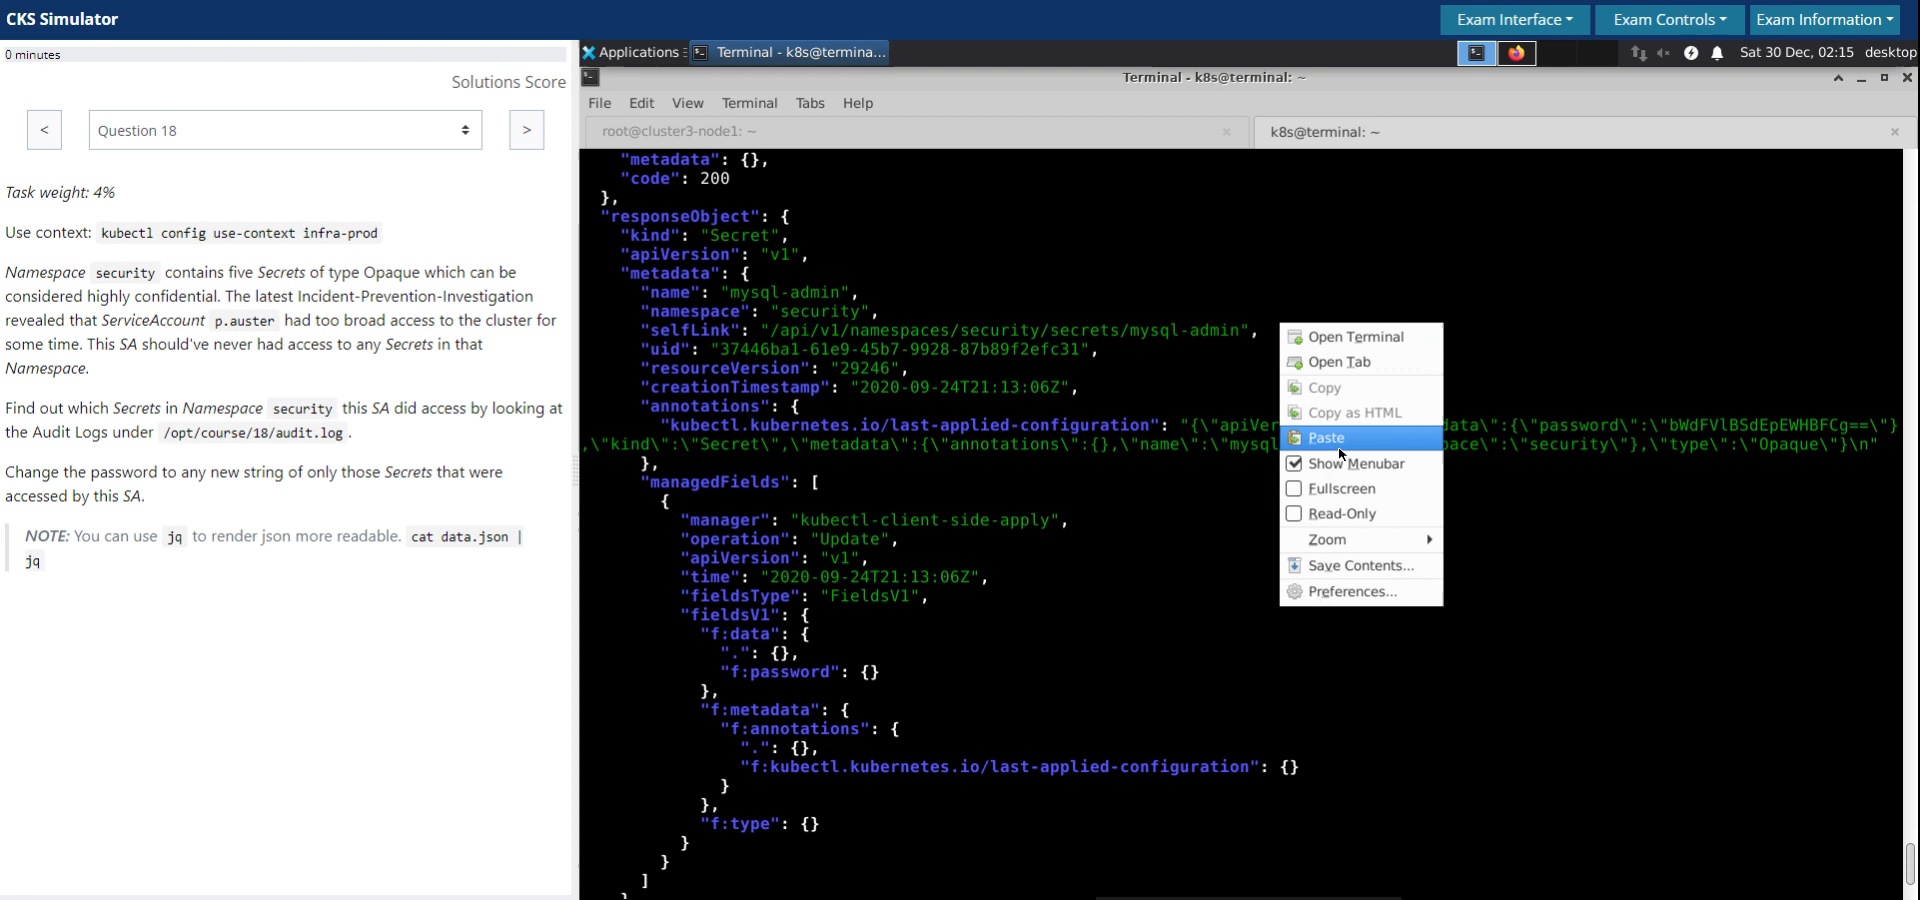 CKS Simulator
Exam Interface
Exam Controls
Exam Information
0 minutes
Solutions Score
<
Question 18
>
Task weight: 4%
Use context: kubectl config use-context infra-prod
Namespace security contains five Secrets of type Opaque which can be
considered highly confidential. The latest Incident-Prevention-Investigation
revealed that ServiceAccount p.auster had too broad access to the cluster for
some time. This SA should've never had access to any Secrets in that
Namespace.
Find out which Secrets in Namespace security this SA did access by looking at
the Audit Logs under /opt/course/18/audit.log.
Change the password to any new string of only those Secrets that were
accessed by this SA.
NOTE: You can use jq to render json more readable. cat data.json |
jq
Applications
Terminal - k8s@termina...
Sat 30 Dec, 02:15
desktop
Terminal - k8s@terminal: ~
File Edit View Terminal Tabs Help
root@cluster3-node1: ~
k8s@terminal: ~
"metadata": {},
"code": 200
},
"responseObject": {
"kind": "Secret",
"apiVersion": "v1",
"metadata": {
"name": "mysql-admin",
"namespace": "security",
"selfLink": "/api/v1/namespaces/security/secrets/mysql-admin",
"uid": "37446ba1-61e9-45b7-9928-87b89f2efc31",
"resourceVersion": "29246",
"creationTimestamp": "2020-09-24T21:13:06Z",
"annotations": {
"kubectl.kubernetes.io/last-applied-configuration": "{\"apiVer data\":{\"password\":\"bWdFVlBSdEpEWHBFCg==\"}
,\"kind\":\"Secret\",\"metadata\":{\"annotations\":{},\"name\":\"mysql pace\":\"security\"},\"type\":\"Opaque\"}\n"
},
"managedFields": [
{
"manager": "kubectl-client-side-apply",
"operation": "Update",
"apiVersion": "v1",
"time": "2020-09-24T21:13:06Z",
"fieldsType": "FieldsV1",
"fieldsV1": {
"f:data": {
".": {},
"f:password": {}
},
"f:metadata": {
"f:annotations": {
".": {},
"f:kubectl.kubernetes.io/last-applied-configuration": {}
}
},
"f:type": {}
}
}
]
Open Terminal
Open Tab
Copy
Copy as HTML
Paste
Show Menubar
Fullscreen
Read-Only
Zoom
Save Contents...
Preferences...